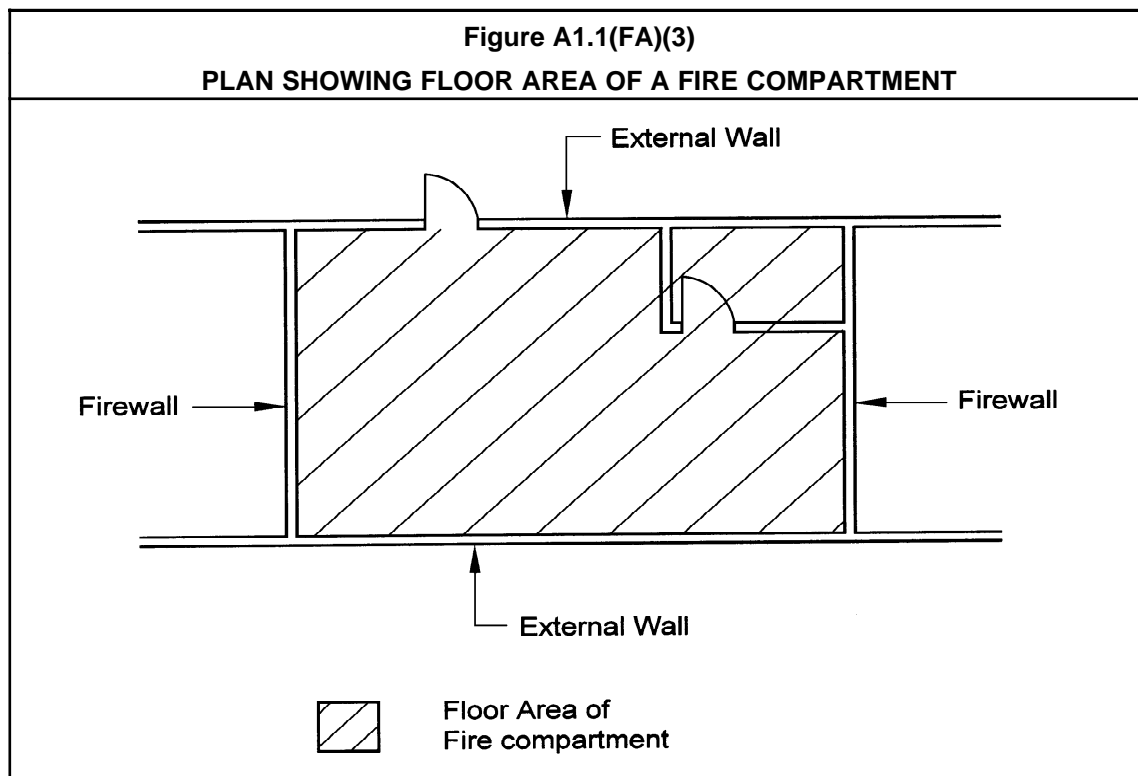 Figure A1.1(FA)(3)
PLAN SHOWING FLOOR AREA OF A FIRE COMPARTMENT
External Wall
Firewall
Firewall
External Wall
Floor Area of
Fire compartment